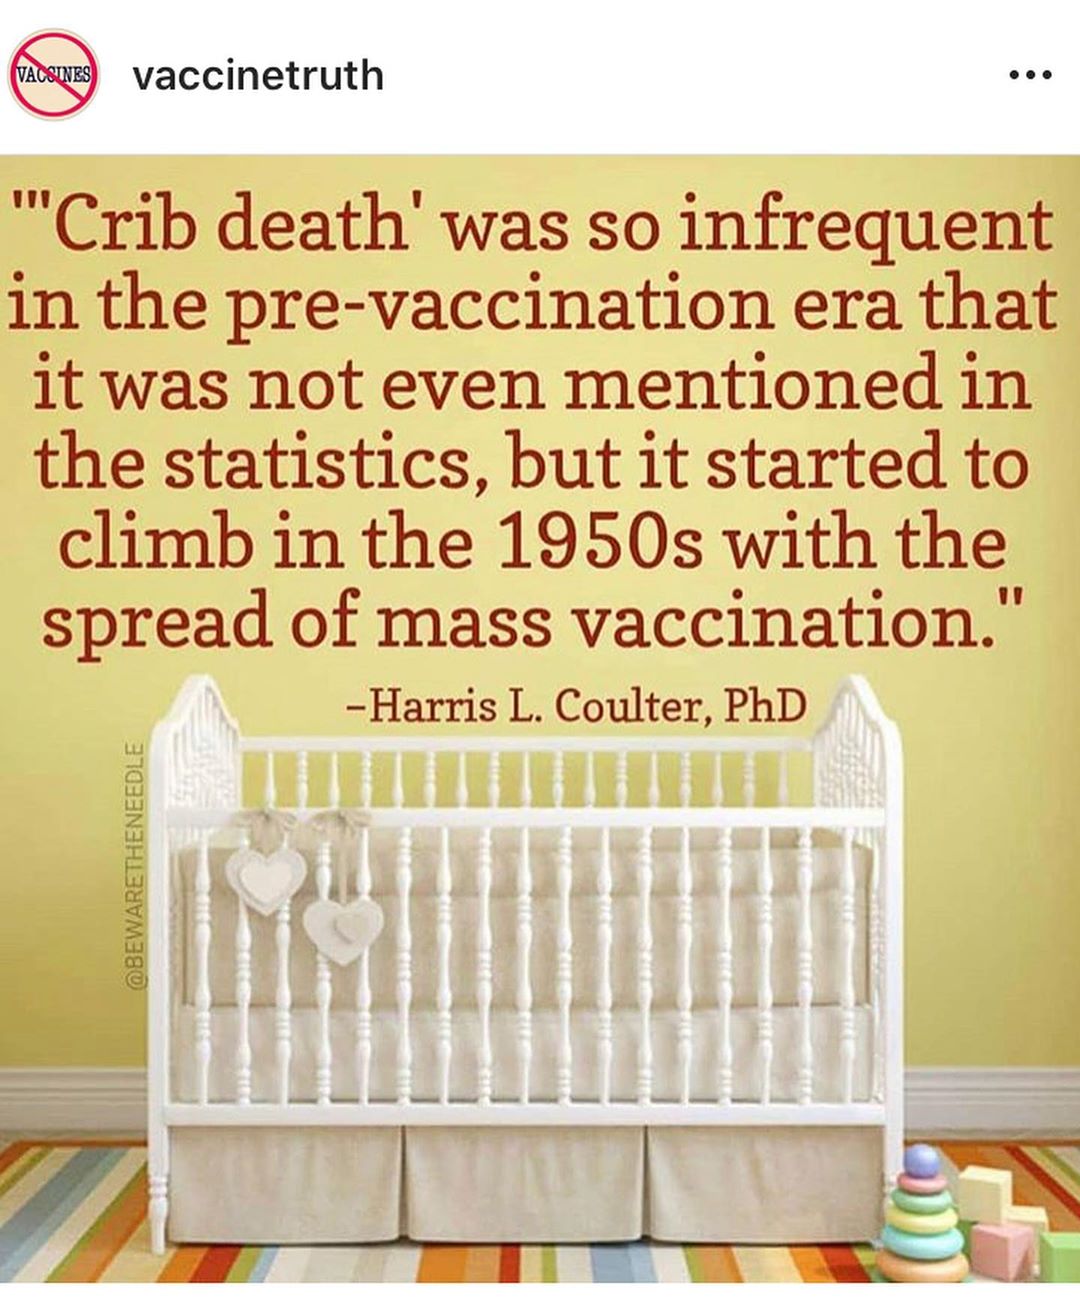 VACCINES
vaccinetruth
"'Crib death' was so infrequent
in the pre-vaccination era that
it was not even mentioned in
the statistics, but it started to
climb in the 1950s with the
spread of mass vaccination."
-Harris L. Coulter, PhD
@BEWARETHENEEDLE